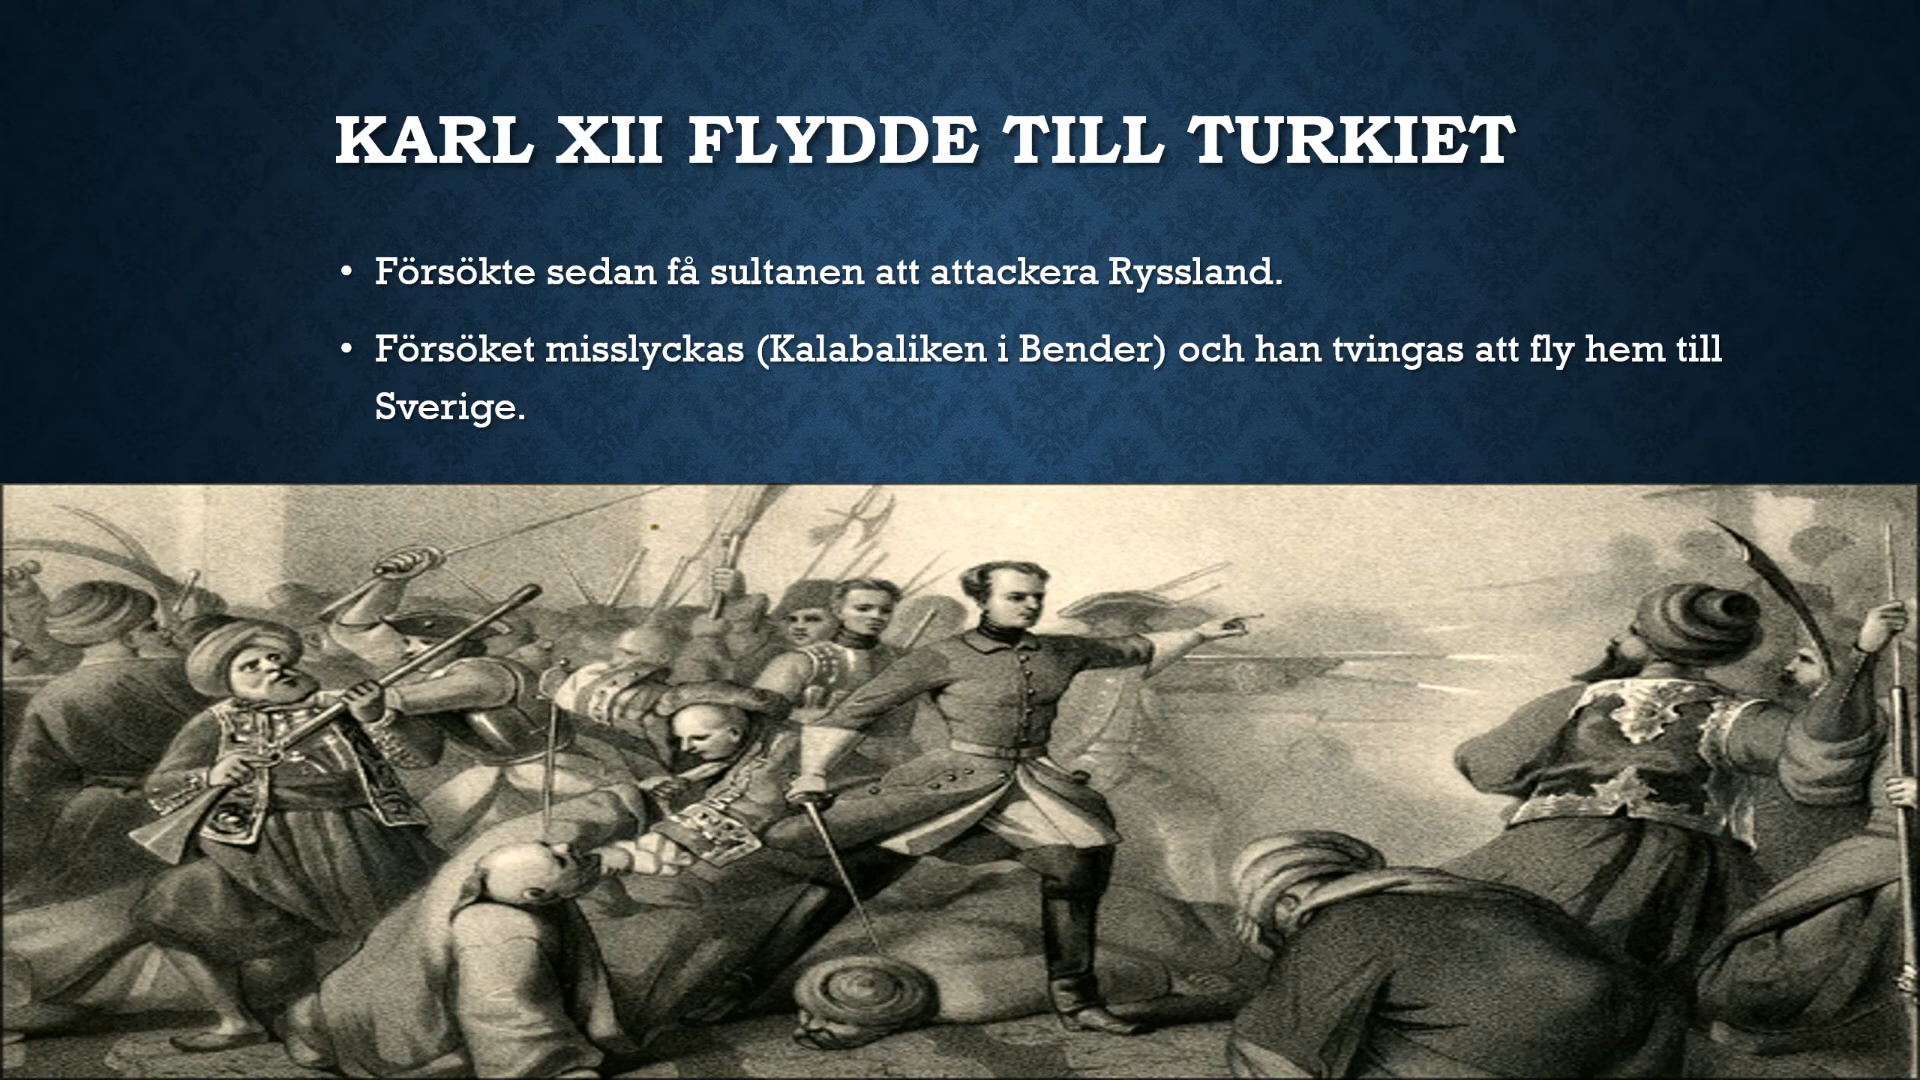 KARL XII FLYDDE TILL TURKIET
• Försökte sedan få sultanen att attackera Ryssland.
• Försöket misslyckas (Kalabaliken i Bender) och han tvingas att fly hem till
Sverige.